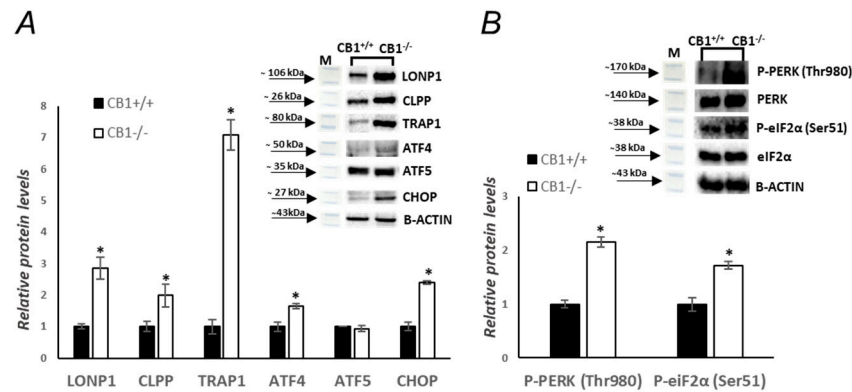 A
M
CB1+/+ CB1-/-
~ 106 kDa LONP1
~ 26 kDa CLPP
~ 80 kDa TRAP1
~ 50 kDa ATF4
~ 35 kDa ATF5
~ 27 kDa CHOP
~43kDa B-ACTIN
CB1+/+
CB1-/-
Relative protein levels
8
7
6
5
4
3
2
1
0
* * * * *
LONP1 CLPP TRAP1 ATF4 ATF5 CHOP
B
M
CB1+/+ CB1-/-
~170 kDa P-PERK (Thr980)
~140 kDa PERK
~38 kDa P-eIF2α (Ser51)
~38 kDa eIF2α
~43 kDa B-ACTIN
CB1+/+
CB1-/-
Relative protein levels
3
2
1
0
* *
P-PERK (Thr980) P-eIF2α (Ser51)